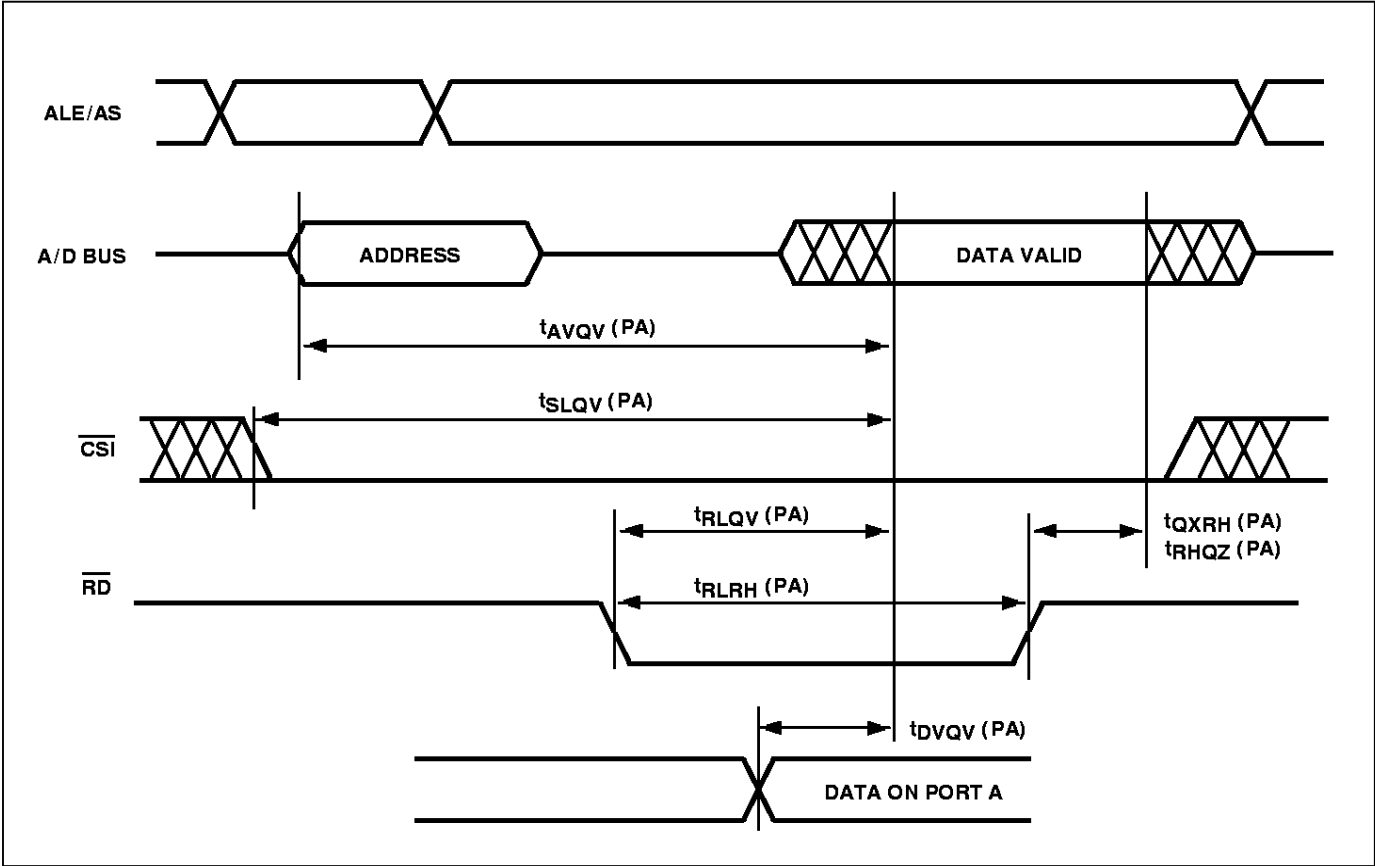 ALE/AS
A/D BUS
ADDRESS
DATA VALID
tAVQV (PA)
tSLQV (PA)
CSI
tRLQV (PA)
tQXRH (PA)
tRHQZ (PA)
RD
tRLRH (PA)
tDVQV (PA)
DATA ON PORT A